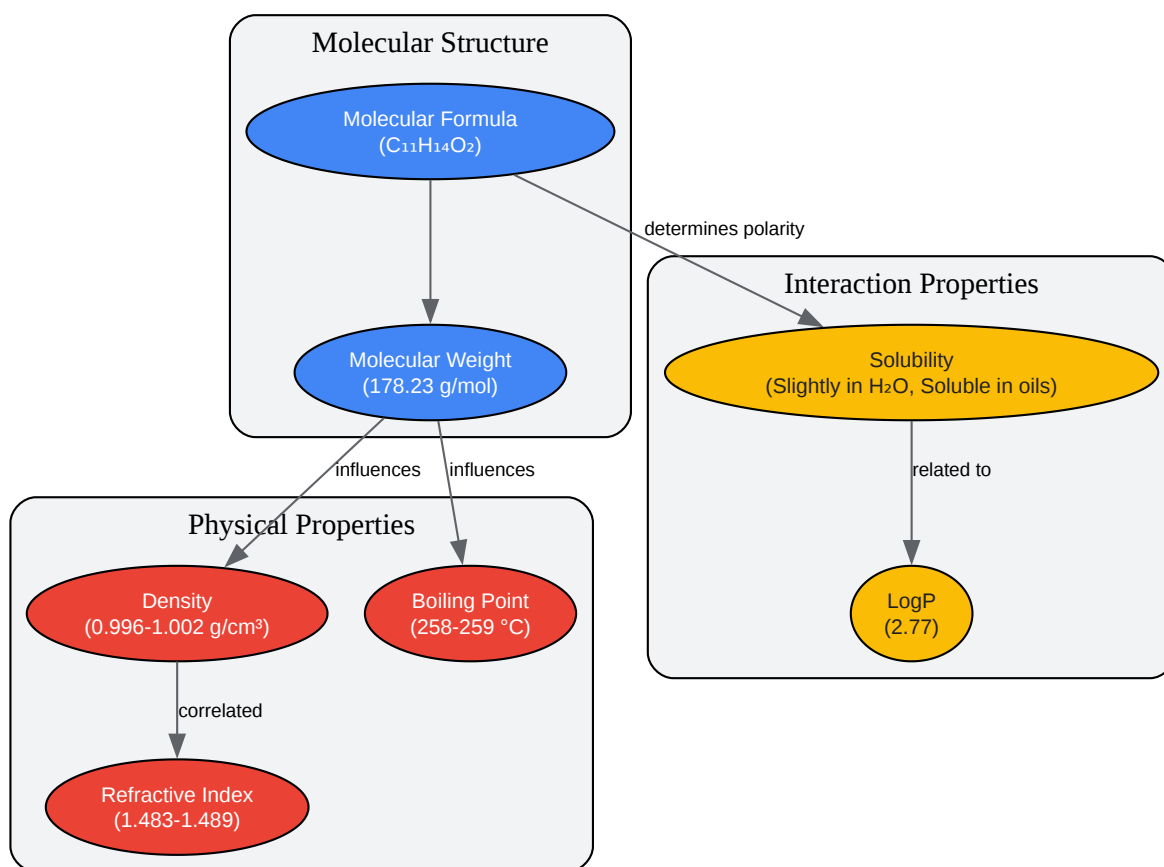 Molecular Structure
Molecular Formula
(C₁₁H₁₄O₂)
determines polarity
Interaction Properties
Molecular Weight
(178.23 g/mol)
Solubility
(Slightly in H₂O, Soluble in oils)
influences
influences
related to
Physical Properties
Density
(0.996-1.002 g/cm³)
Boiling Point
(258-259 °C)
LogP
(2.77)
correlated
Refractive Index
(1.483-1.489)